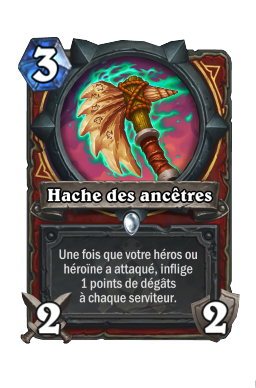 3
Hache des ancêtres
Une fois que votre héros ou
héroïne a attaqué, inflige
1 points de dégâts
à chaque serviteur.
2
2